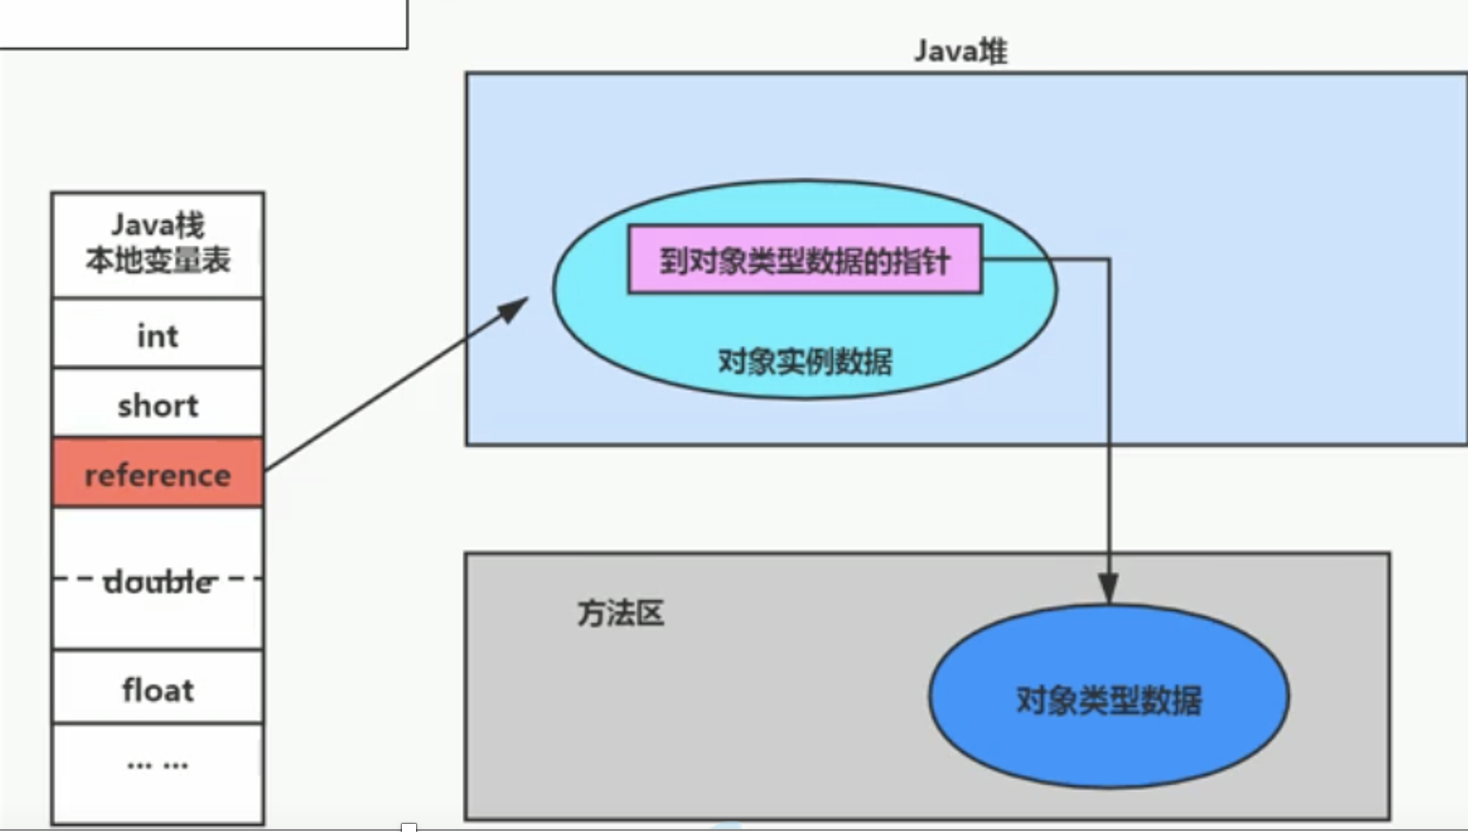 Java堆
Java栈
本地变量表
int
short
reference
double
float
... ...
到对象类型数据的指针
对象实例数据
方法区
对象类型数据